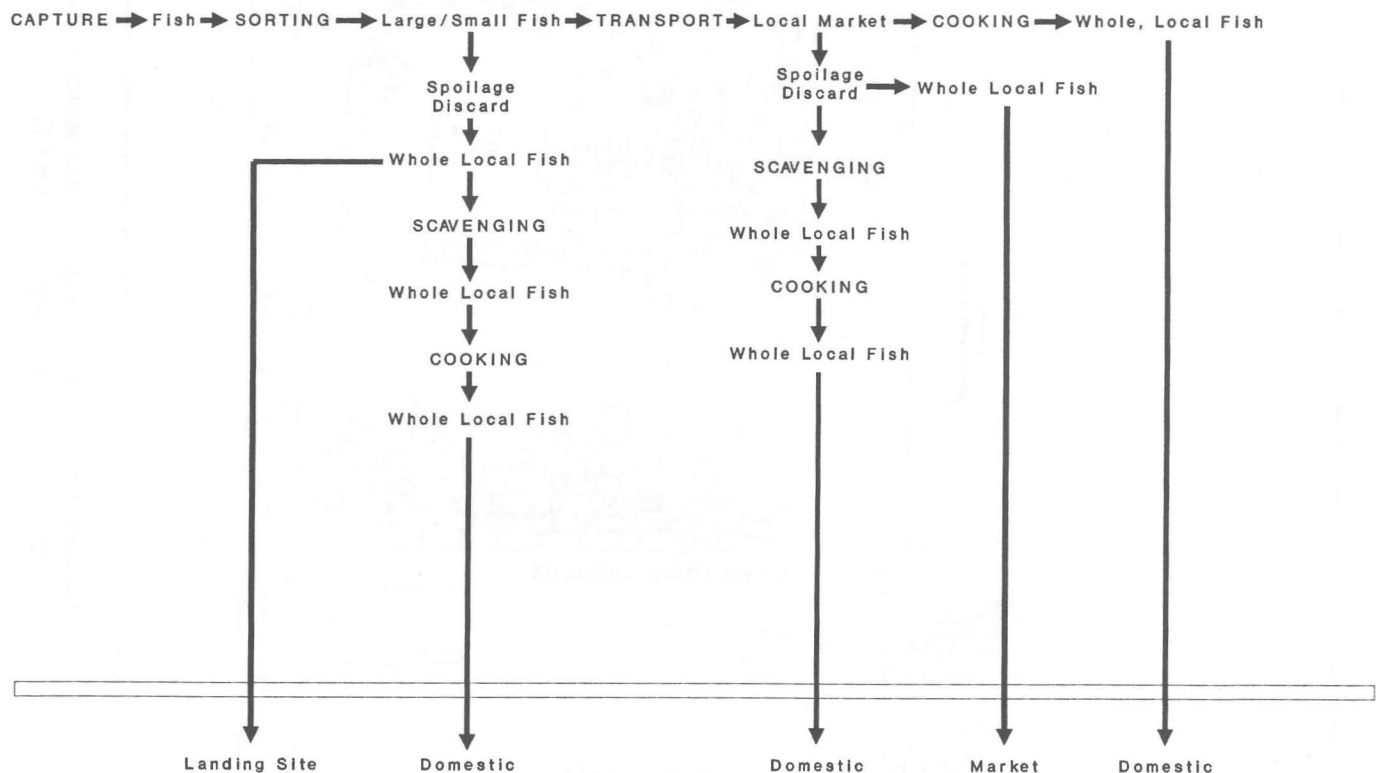 CAPTURE Fish SORTING Large/Small Fish TRANSPORT Local Market COOKING Whole, Local Fish
Spoilage
Discard
Whole Local Fish
SCAVENGING
Whole Local Fish
COOKING
Whole Local Fish
Spoilage
Discard
Whole Local Fish
SCAVENGING
Whole Local Fish
COOKING
Whole Local Fish
Landing Site Domestic Domestic Market Domestic